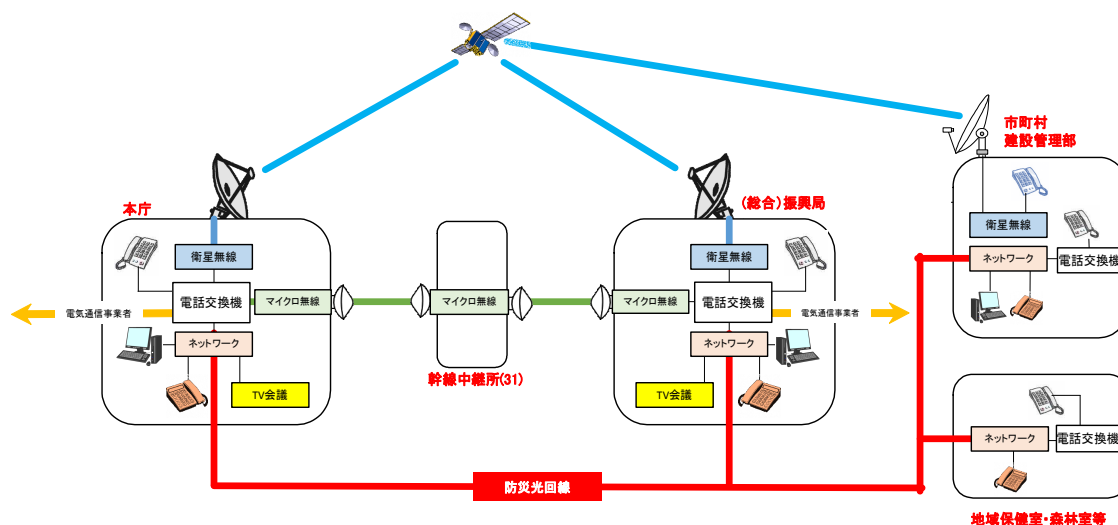 市町村
建設管理部
本庁
(総合)振興局
衛星無線
衛星無線
衛星無線
ネットワーク
電話交換機
電気通信事業者
電話交換機
マイクロ無線
マイクロ無線
マイクロ無線
電話交換機
電気通信事業者
ネットワーク
ネットワーク
幹線中継所(31)
TV会議
TV会議
ネットワーク
電話交換機
防災光回線
地域保健室・森林室等